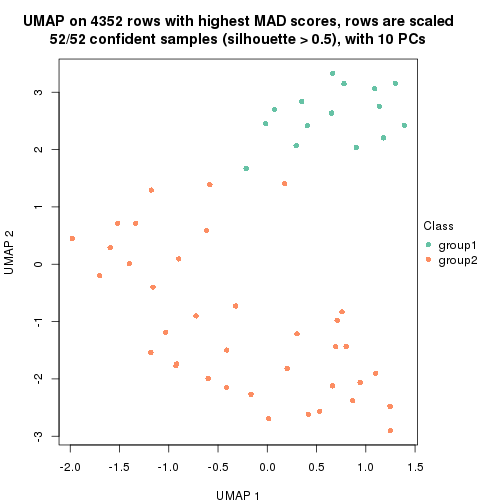 UMAP on 4352 rows with highest MAD scores, rows are scaled
52/52 confident samples (silhouette > 0.5), with 10 PCs
UMAP 2
3
2
1
0
-1
-2
-3
-2.0
-1.5
-1.0
-0.5
0.0
0.5
1.0
1.5
UMAP 1
Class
group1
group2